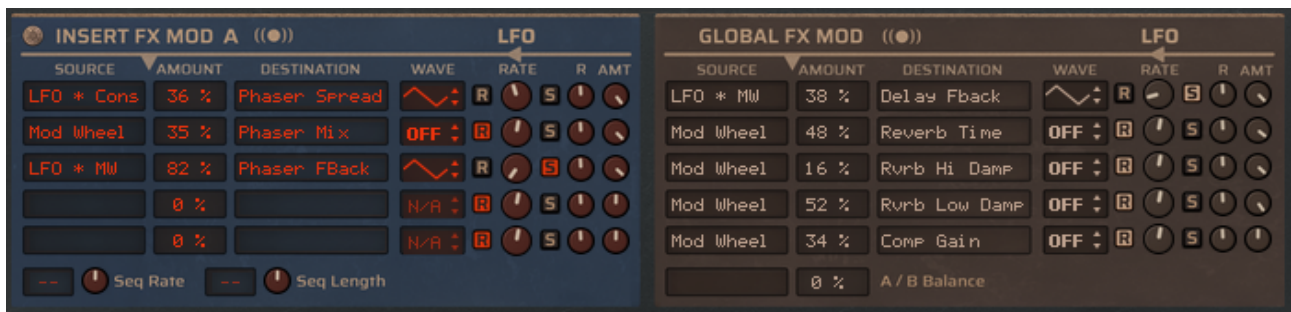 INSERT FX MOD A LFO
SOURCE AMOUNT DESTINATION WAVE RATE R AMT
LFO * Cons 36 % Phaser Spread R S
Mod Wheel 35 % Phaser Mix OFF R S
LFO * MW 82 % Phaser FBack R S
0 % N/A R S
0 % N/A R S
-- Seq Rate -- Seq Length
GLOBAL FX MOD LFO
SOURCE AMOUNT DESTINATION WAVE RATE R AMT
LFO * MW 38 % Delay Fback R S
Mod Wheel 48 % Reverb Time OFF R S
Mod Wheel 16 % Rvrb Hi Damp OFF R S
Mod Wheel 52 % Rvrb Low Damp OFF R S
Mod Wheel 34 % Comp Gain OFF R S
0 % A / B Balance